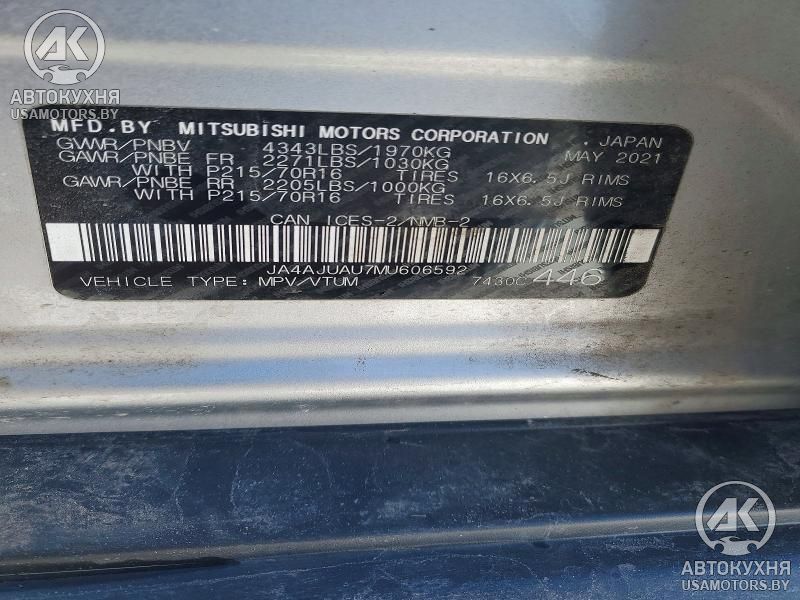 AK
АВТОКУХНЯ
USAMOTORS.BY
MFD.BY MITSUBISHI MOTORS CORPORATION . JAPAN
GVWR/PNBV 4343LBS/1970KG MAY 2021
GAWR/PNBE FR 2271LBS/1030KG
WITH P215/70R16 TIRES 16X6.5J RIMS
GAWR/PNBE RR 2205LBS/1000KG
WITH P215/70R16 TIRES 16X6.5J RIMS
CAN ICES-2/NMB-2
JA4AJUAU7MU606592
VEHICLE TYPE: MPV/VTUM 7430C 446
AK
АВТОКУХНЯ
USAMOTORS.BY